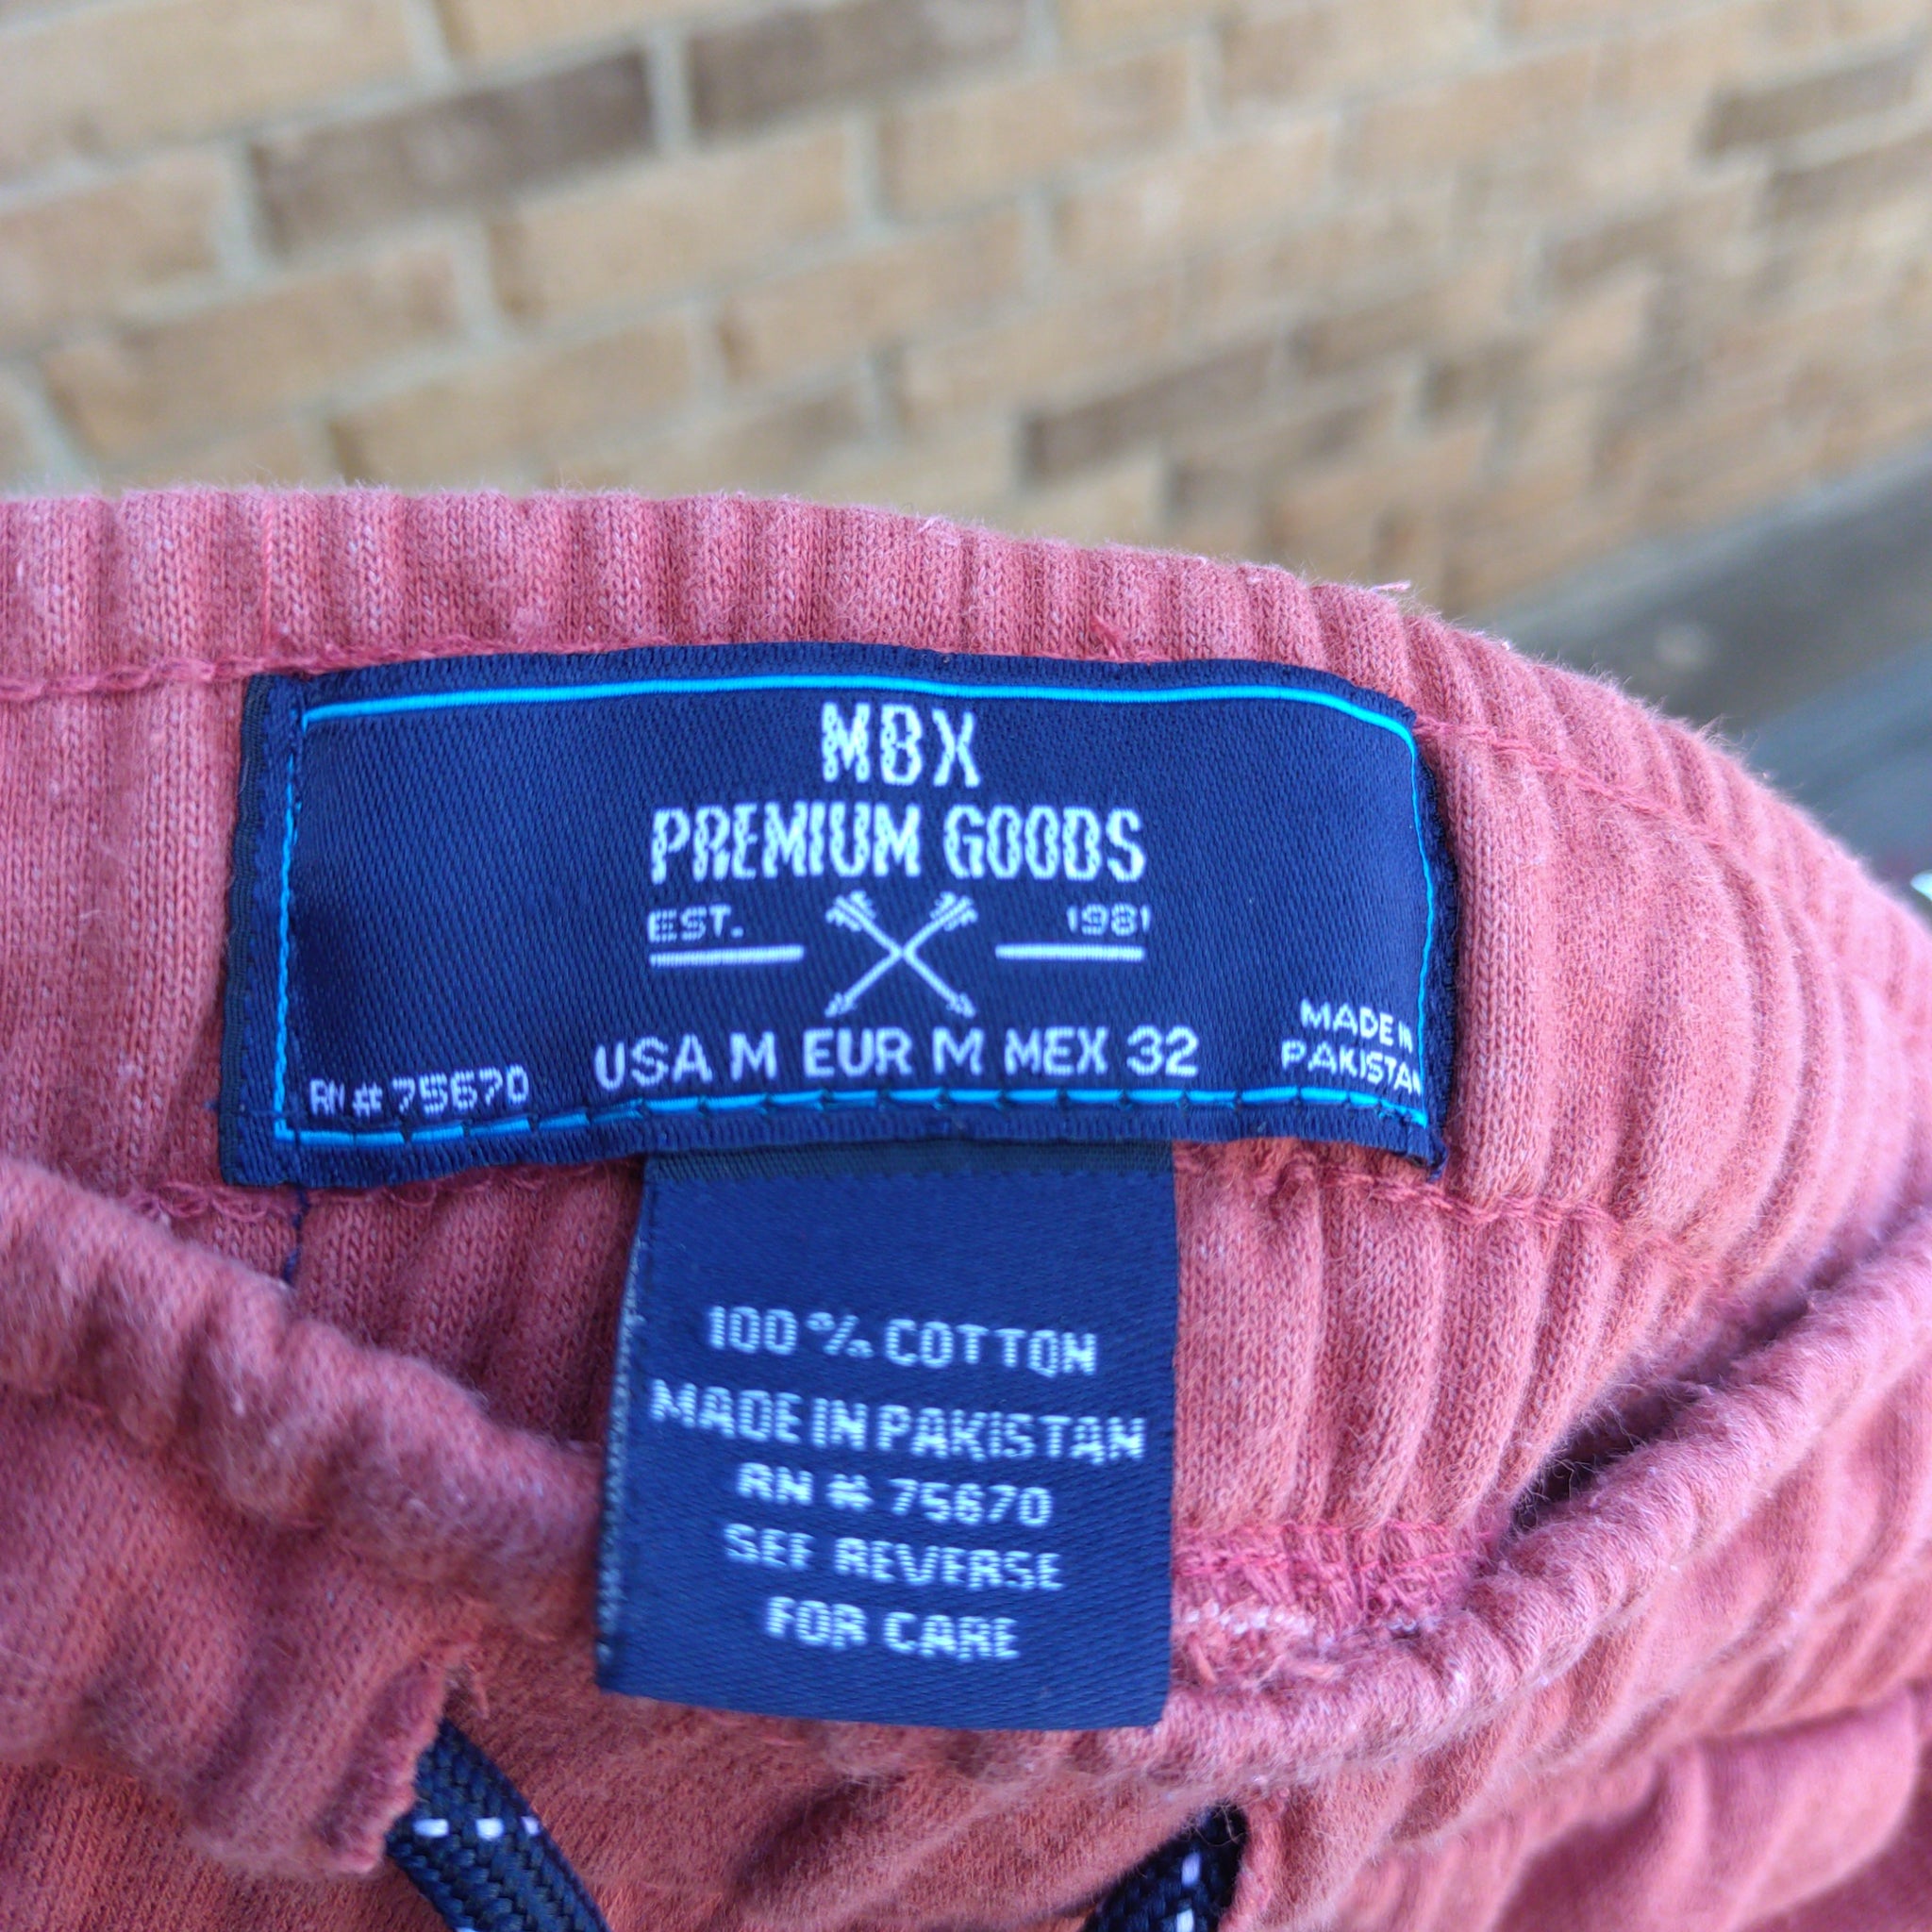 MBX
PREMIUM GOODS
EST. 1981
USA M EUR M MEX 32
RN # 75670
MADE IN
PAKISTAN
100 % COTTON
MADE IN PAKISTAN
RN # 75670
SEE REVERSE
FOR CARE